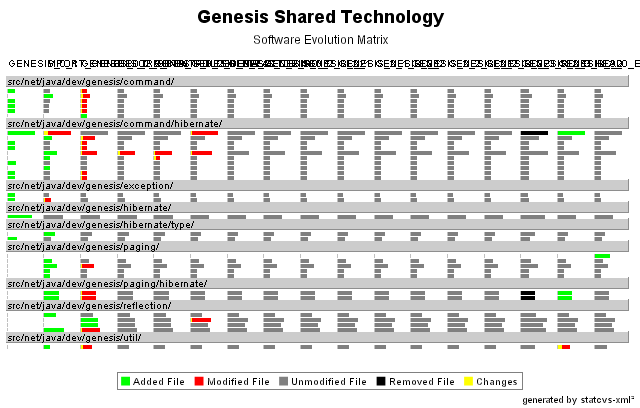 Genesis Shared Technology
Software Evolution Matrix
src/net/java/dev/genesis/command/
src/net/java/dev/genesis/command/hibernate/
src/net/java/dev/genesis/exception/
src/net/java/dev/genesis/hibernate/
src/net/java/dev/genesis/hibernate/type/
src/net/java/dev/genesis/paging/
src/net/java/dev/genesis/paging/hibernate/
src/net/java/dev/genesis/reflection/
src/net/java/dev/genesis/util/
Added File Modified File Unmodified File Removed File Changes
generated by statcvs-xml²